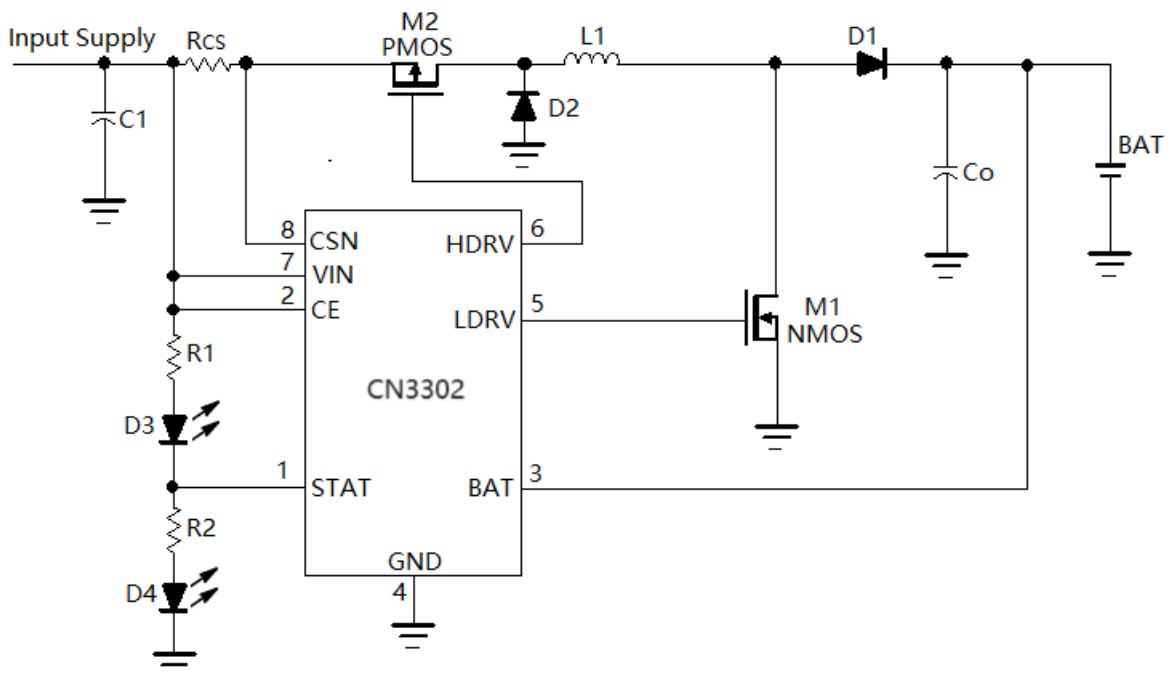 Input Supply
Rcs
M2
PMOS
L1
D1
C1
D2
Co
BAT
8
CSN
HDRV
6
7
VIN
2
CE
LDRV
5
M1
NMOS
R1
CN3302
D3
1
STAT
BAT
3
R2
GND
4
D4